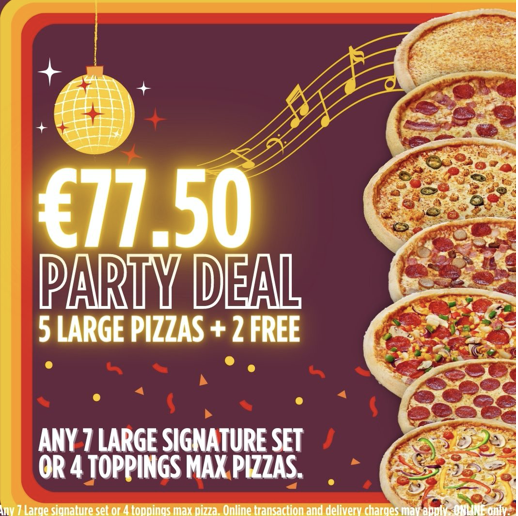 €77.50
PARTY DEAL
5 LARGE PIZZAS + 2 FREE
ANY 7 LARGE SIGNATURE SET
OR 4 TOPPINGS MAX PIZZAS.
Any 7 Large signature set or 4 toppings max pizza. Online transaction and delivery charges may apply. ONLINE only.